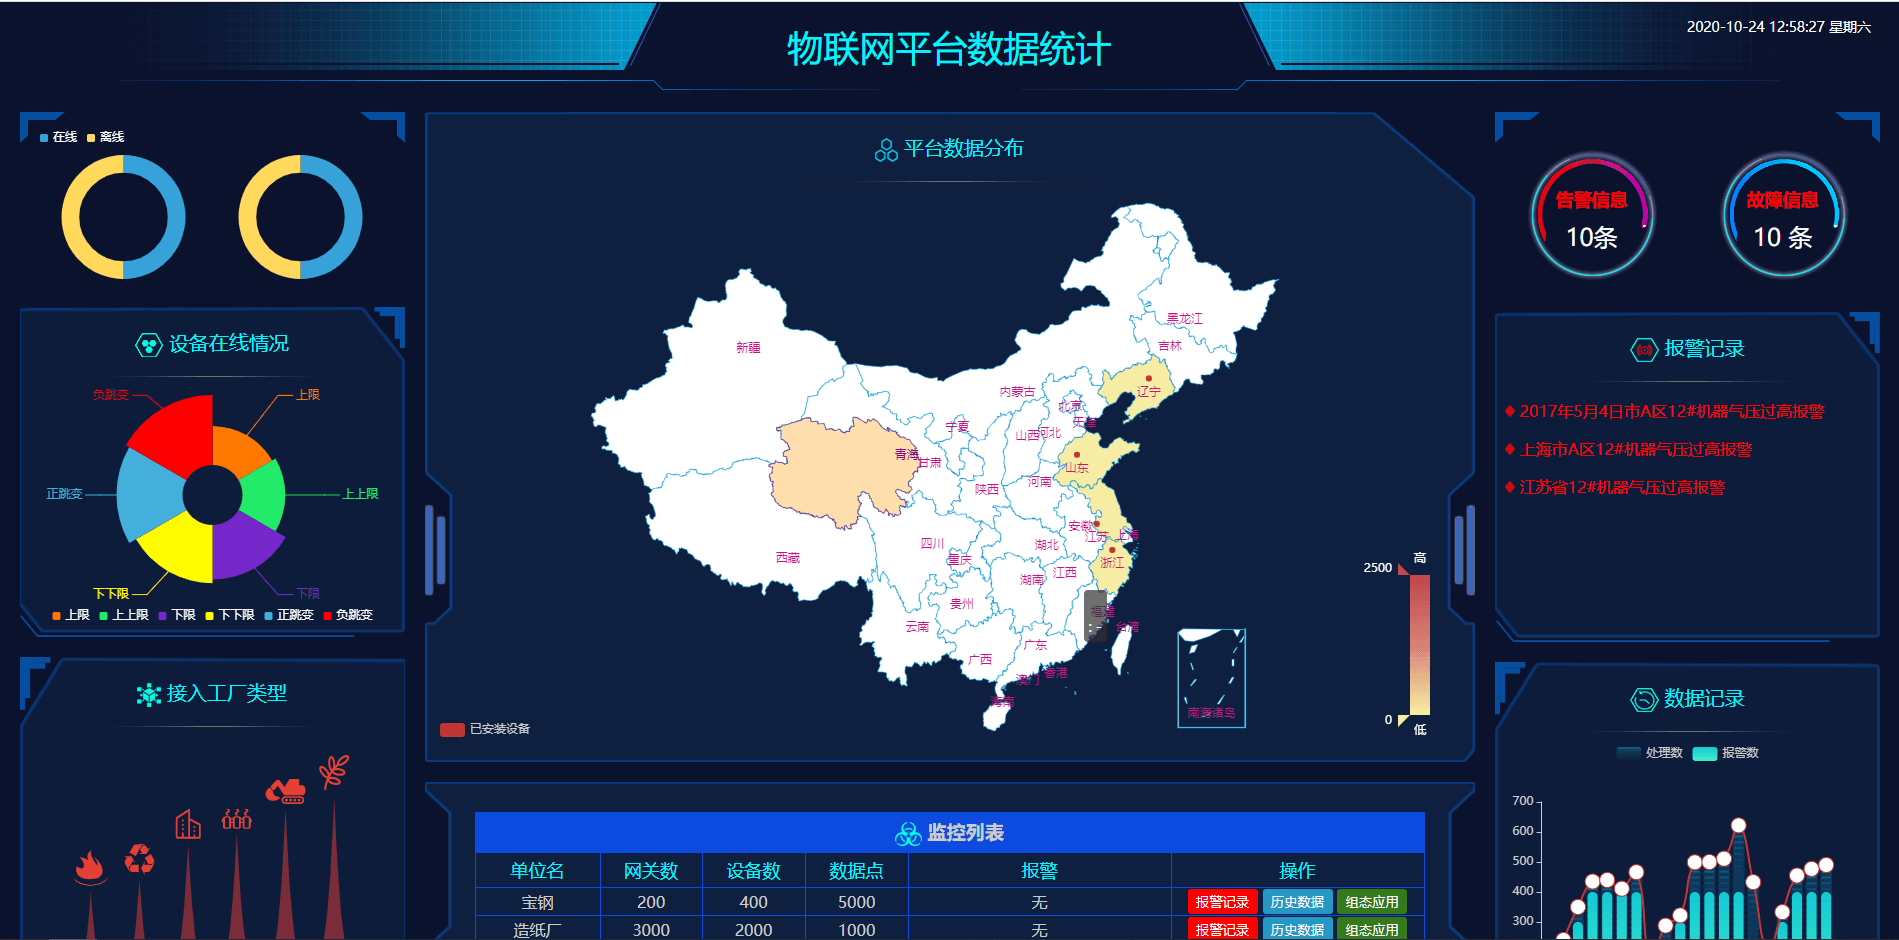 物联网平台数据统计
2020-10-24 12:58:27 星期六
在线 离线
设备在线情况
负跳变 上限
正跳变 上上限
下下限 下限
上限 上上限 下限 下下限 正跳变 负跳变
接入工厂类型
平台数据分布
黑龙江
新疆 吉林
内蒙古 辽宁
北京
天津
宁夏 山西 河北
青海 甘肃 山东
陕西 河南
安徽
江苏 上海
四川 湖北
西藏 重庆 浙江
湖南 江西
贵州 福建
云南 台湾
广西 广东
澳门 香港
海南
南海诸岛
高
2500
0
低
已安装设备
监控列表
单位名 网关数 设备数 数据点 报警 操作
宝钢 200 400 5000 无 报警记录 历史数据 组态应用
造纸厂 3000 2000 1000 无 报警记录 历史数据 组态应用
告警信息
10条
故障信息
10 条
报警记录
2017年5月4日市A区12#机器气压过高报警
上海市A区12#机器气压过高报警
江苏省12#机器气压过高报警
数据记录
处理数 报警数
700
600
500
400
300